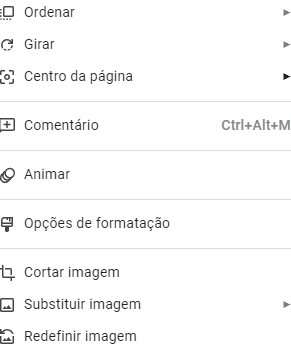 Ordenar
Girar
Centro da página
Comentário Ctrl+Alt+M
Animar
Opções de formatação
Cortar imagem
Substituir imagem
Redefinir imagem